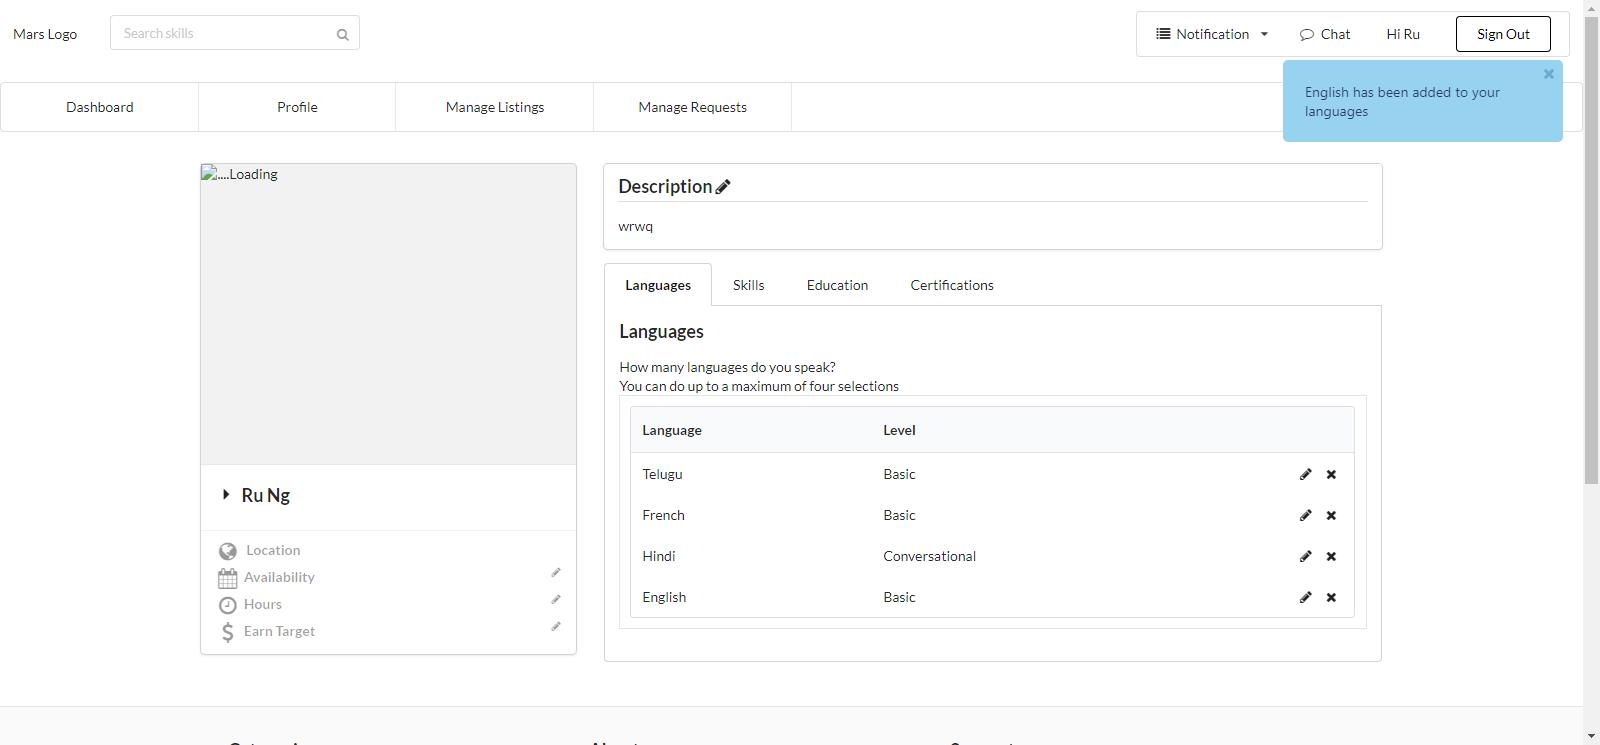 Mars Logo
Search skills
Notification
Chat
Hi Ru
Sign Out
English has been added to your
languages
Dashboard
Profile
Manage Listings
Manage Requests
....Loading
Ru Ng
Location
Availability
Hours
Earn Target
Description
wrwq
Languages
Skills
Education
Certifications
Languages
How many languages do you speak?
You can do up to a maximum of four selections
Language Level
Telugu Basic
French Basic
Hindi Conversational
English Basic